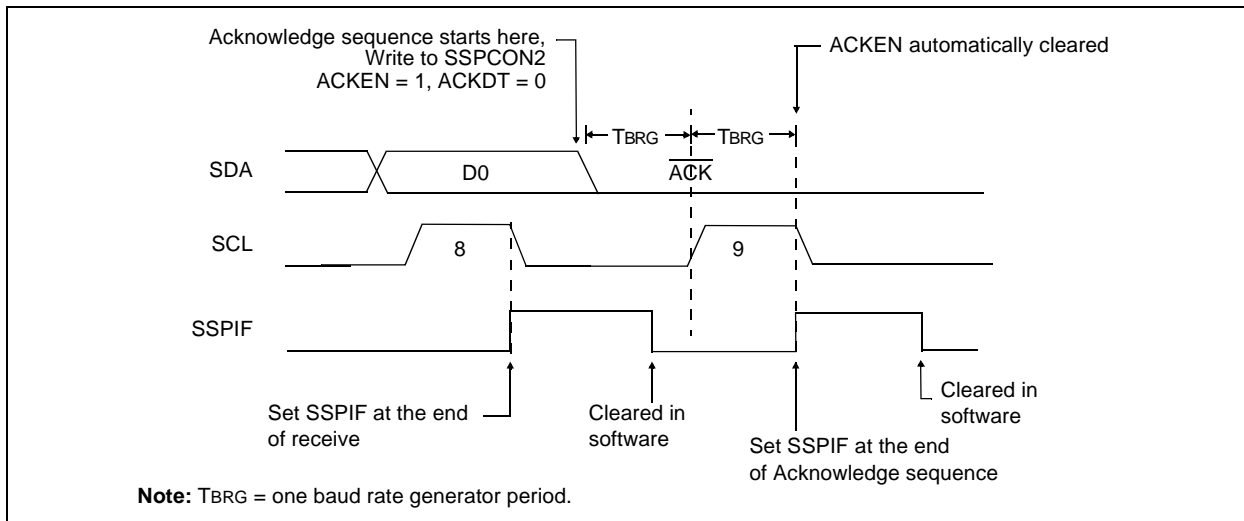 Acknowledge sequence starts here,
Write to SSPCON2
ACKEN = 1, ACKDT = 0
ACKEN automatically cleared
TBRG
TBRG
SDA
D0
ACK
SCL
8
9
SSPIF
Set SSPIF at the end
of receive
Cleared in
software
Set SSPIF at the end
of Acknowledge sequence
Cleared in
software
Note: TBRG = one baud rate generator period.